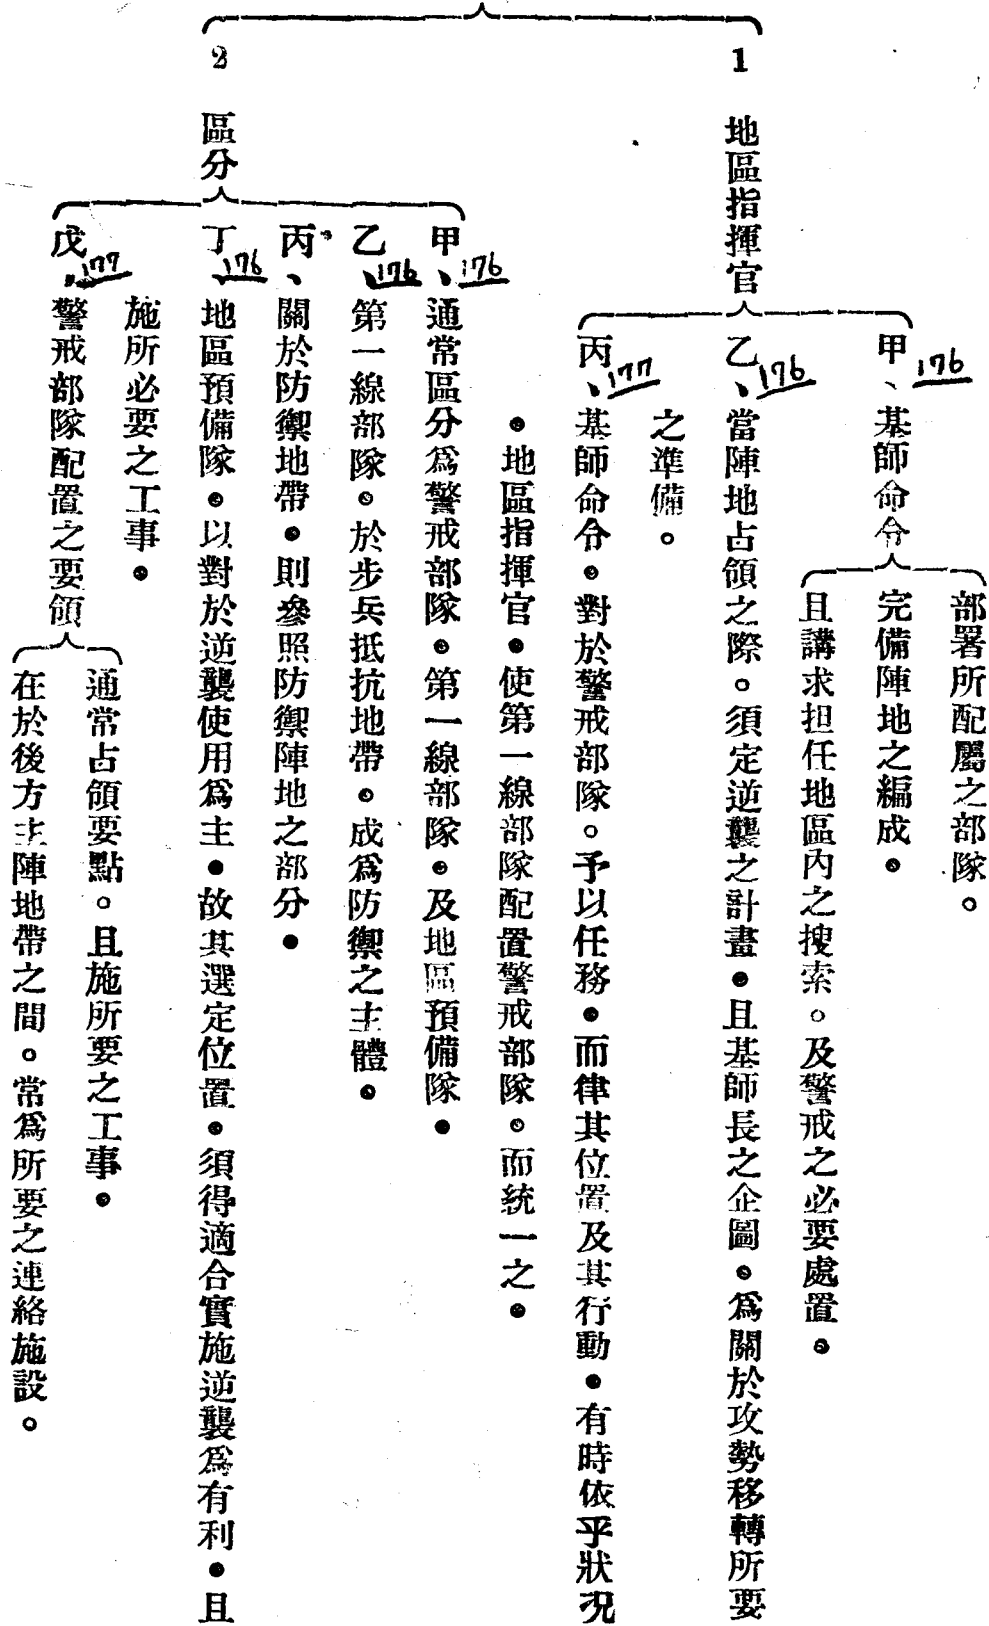 1 地區指揮官
甲、176 基師命令
部署所配屬之部隊。
完備陣地之編成。
且講求担任地區內之搜索。及警戒之必要處置。
乙、176 當陣地占領之際。須定逆襲之計畫。且基師長之企圖。爲關於攻勢移轉所要
之準備。
丙、177 基師命令。對於警戒部隊。予以任務。而律其位置及其行動。有時依乎狀況
。地區指揮官。使第一線部隊配置警戒部隊。而統一之。
2 區分
甲、176 通常區分爲警戒部隊。第一線部隊。及地區預備隊。
乙、176 第一線部隊。於步兵抵抗地帶。成爲防禦之主體。
丙、關於防禦地帶。則參照防禦陣地之部分。
丁、176 地區預備隊。以對於逆襲使用爲主。故其選定位置。須得適合實施逆襲爲有利。且
施所必要之工事。
戊、177 警戒部隊配置之要領
通常占領要點。且施所要之工事。
在於後方主陣地帶之間。常爲所要之連絡施設。